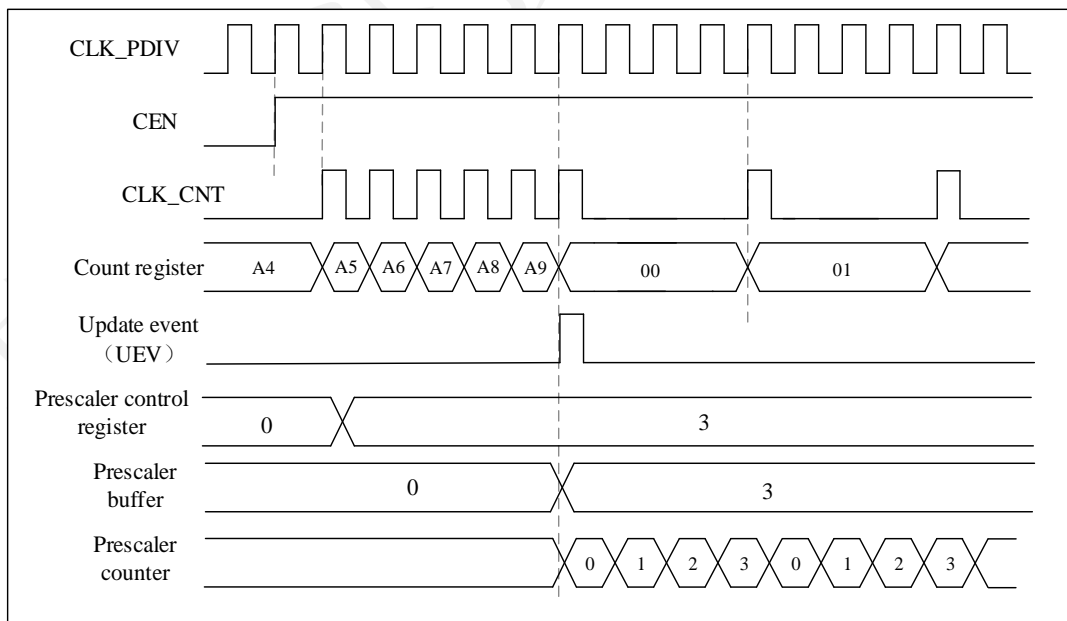 CLK_PDIV
CEN
CLK_CNT
Count register
A4
A5
A6
A7
A8
A9
00
01
Update event
（UEV）
Prescaler control
register
0
3
Prescaler
buffer
0
3
Prescaler
counter
0
1
2
3
0
1
2
3